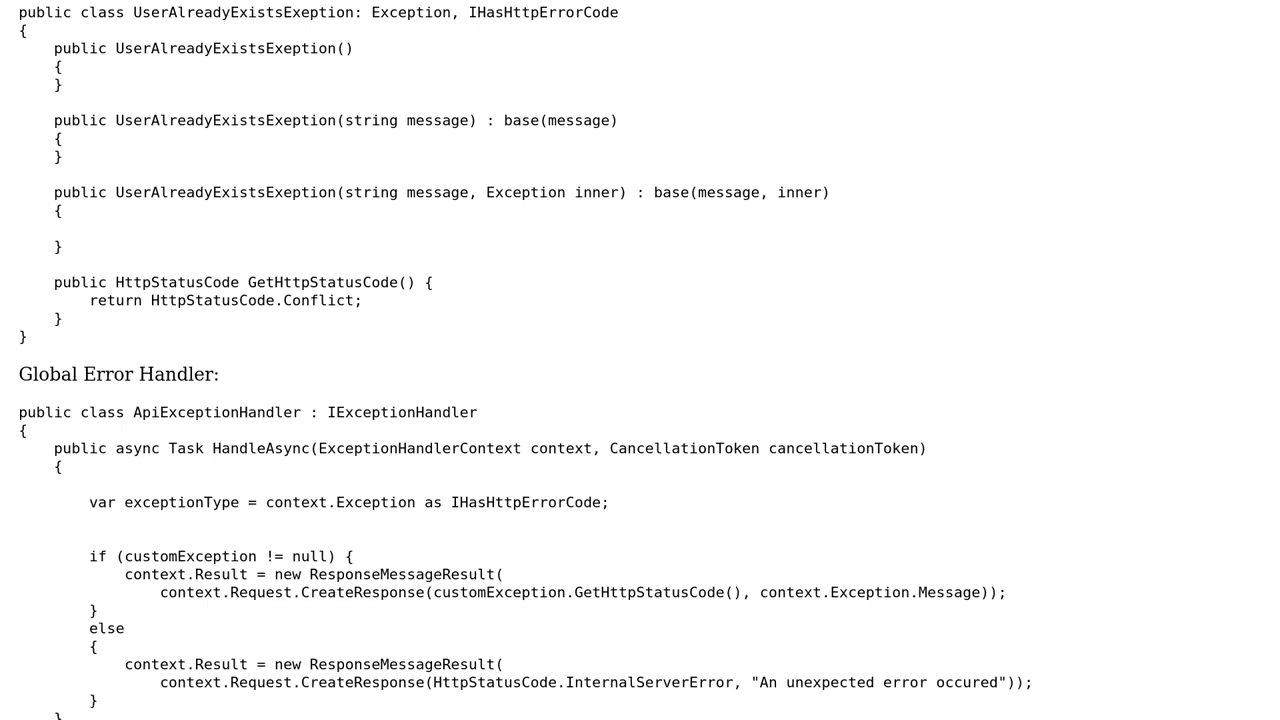 public class UserAlreadyExistsExeption: Exception, IHasHttpErrorCode
{
    public UserAlreadyExistsExeption()
    {
    }

    public UserAlreadyExistsExeption(string message) : base(message)
    {
    }

    public UserAlreadyExistsExeption(string message, Exception inner) : base(message, inner)
    {

    }

    public HttpStatusCode GetHttpStatusCode() {
        return HttpStatusCode.Conflict;
    }
}

Global Error Handler:

public class ApiExceptionHandler : IExceptionHandler
{
    public async Task HandleAsync(ExceptionHandlerContext context, CancellationToken cancellationToken)
    {

        var exceptionType = context.Exception as IHasHttpErrorCode;


        if (customException != null) {
            context.Result = new ResponseMessageResult(
                context.Request.CreateResponse(customException.GetHttpStatusCode(), context.Exception.Message));
        }
        else
        {
            context.Result = new ResponseMessageResult(
                context.Request.CreateResponse(HttpStatusCode.InternalServerError, "An unexpected error occured"));
        }
    }